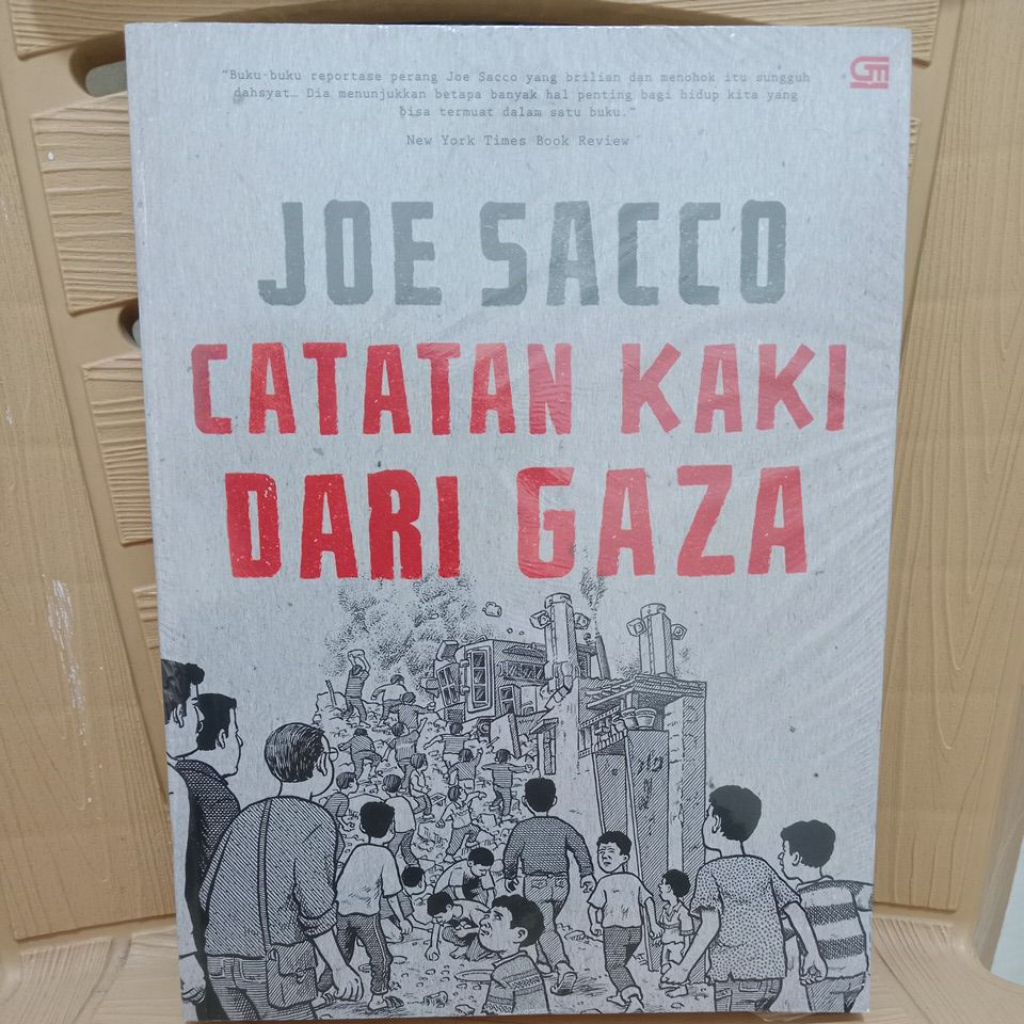 "Buku-buku reportase perang Joe Sacco yang brilian dan menohok itu sungguh
dahsyat… Dia menunjukkan betapa banyak hal penting bagi hidup kita yang
bisa termuat dalam satu buku."
New York Times Book Review
JOE SACCO
CATATAN KAKI
DARI GAZA